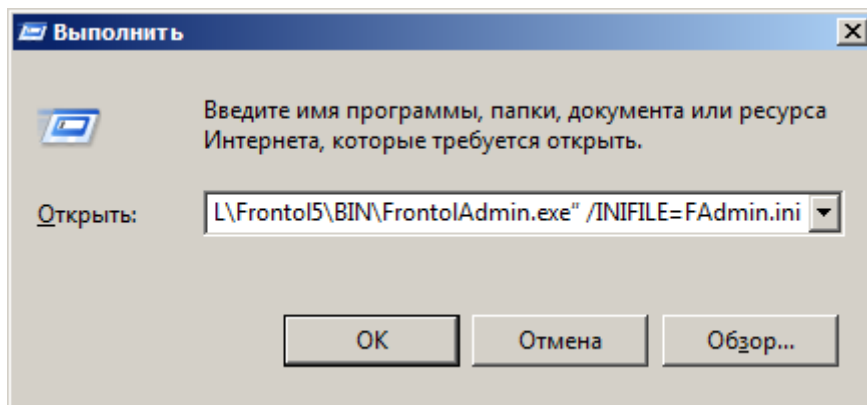 Выполнить
Введите имя программы, папки, документа или ресурса
Интернета, которые требуется открыть.
Открыть:
L\Frontol5\BIN\FrontolAdmin.exe" /INIFILE=FAdmin.ini
ОК
Отмена
Обзор...